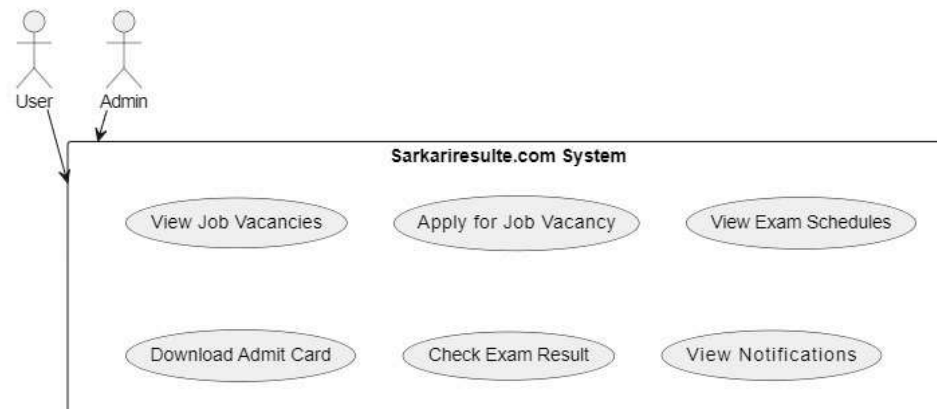 User Admin
Sarkariresulte.com System
View Job Vacancies Apply for Job Vacancy View Exam Schedules
Download Admit Card Check Exam Result View Notifications